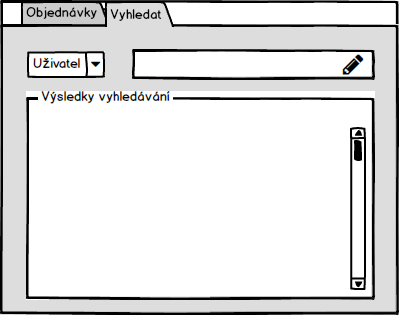 Objednávky Vyhledat
Uživatel
Výsledky vyhledávání